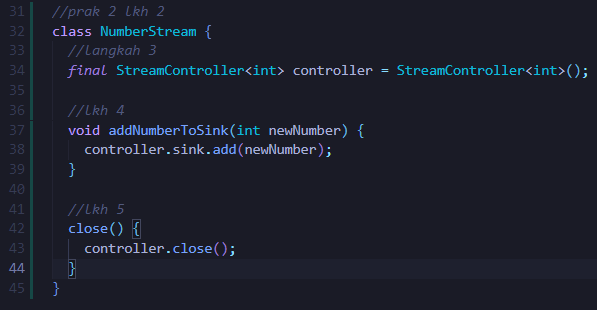 31 //prak 2 lkh 2
32 class NumberStream {
33 //langkah 3
34 final StreamController<int> controller = StreamController<int>();
35
36 //lkh 4
37 void addNumberToSink(int newNumber) {
38 controller.sink.add(newNumber);
39 }
40
41 //lkh 5
42 close() {
43 controller.close();
44 }
45 }